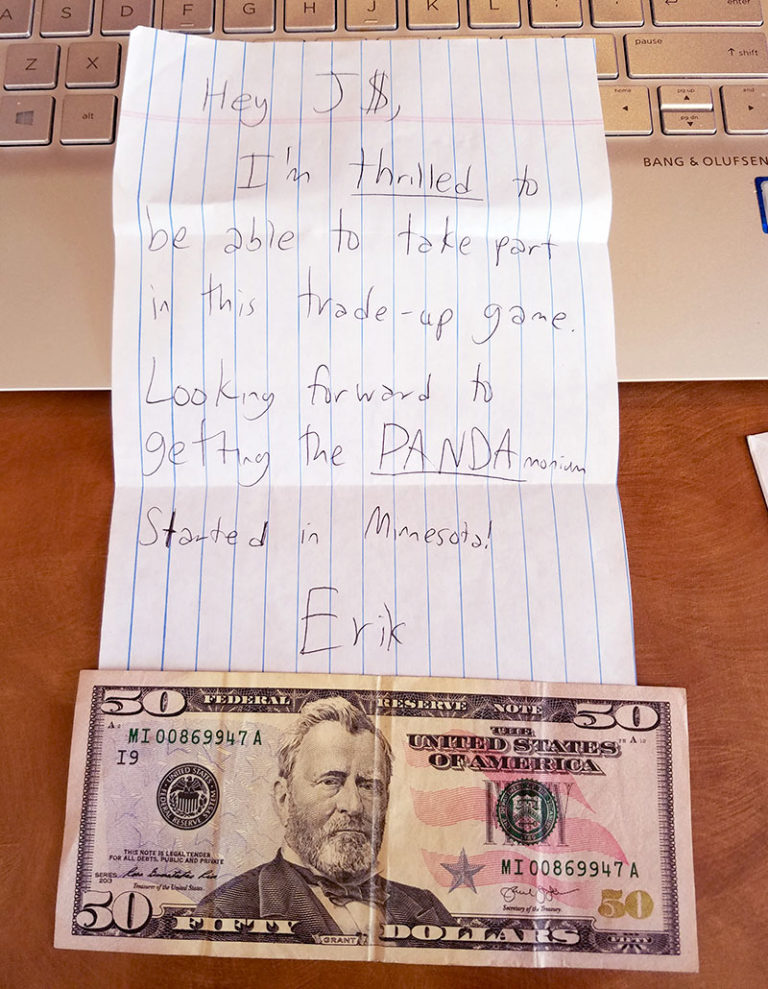 A S D F G H J K L : " enter
Z X pause ↑ shift
alt home pg up end
pg dn
BANG & OLUFSEN
Hey J$,
I'm thrilled to
be able to take part
in this trade-up game.
Looking forward to
getting the PANDAmonium
Started in Minnesota!
Erik
50 FEDERAL RESERVE NOTE 50
MI 00869947 A
I9
THE
UNITED STATES
OF AMERICA
THIS NOTE IS LEGAL TENDER
FOR ALL DEBTS, PUBLIC AND PRIVATE
SERIES
2013
Treasurer of the United States
MI 00869947 A
Secretary of the Treasury
50 FIFTY GRANT DOLLARS 50